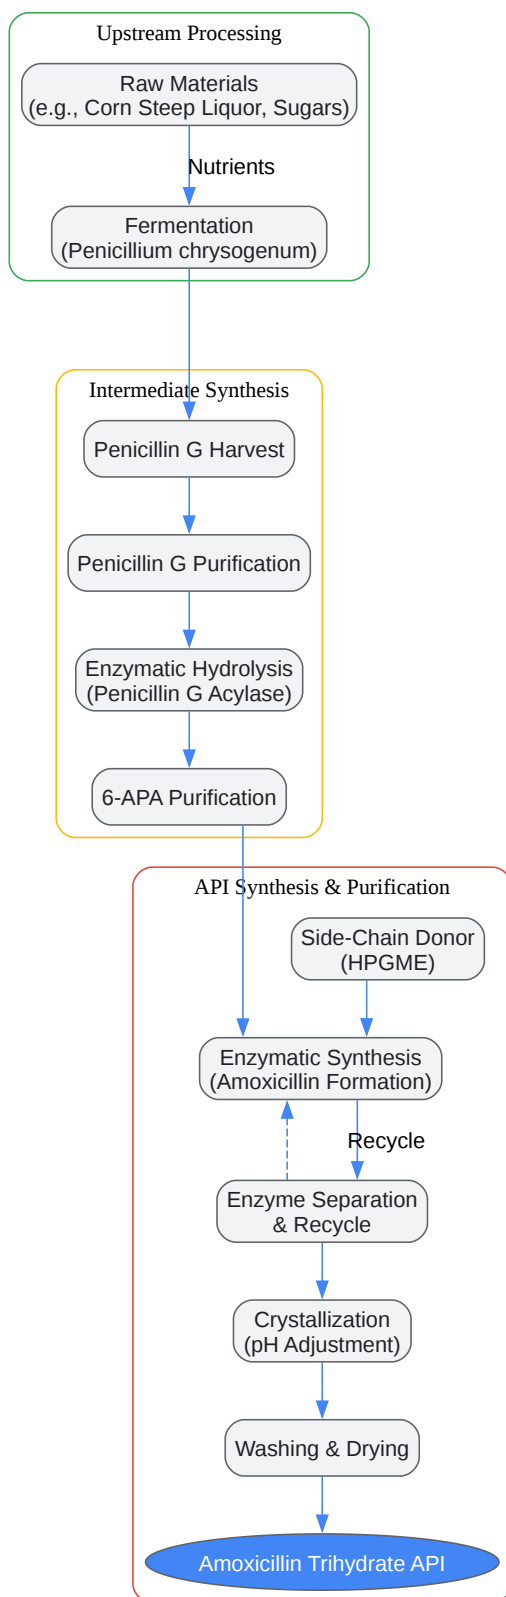 Upstream Processing
Raw Materials
(e.g., Corn Steep Liquor, Sugars)
Nutrients
Fermentation
(Penicillium chrysogenum)
Intermediate Synthesis
Penicillin G Harvest
Penicillin G Purification
Enzymatic Hydrolysis
(Penicillin G Acylase)
6-APA Purification
API Synthesis & Purification
Side-Chain Donor
(HPGME)
Enzymatic Synthesis
(Amoxicillin Formation)
Recycle
Enzyme Separation
& Recycle
Crystallization
(pH Adjustment)
Washing & Drying
Amoxicillin Trihydrate API